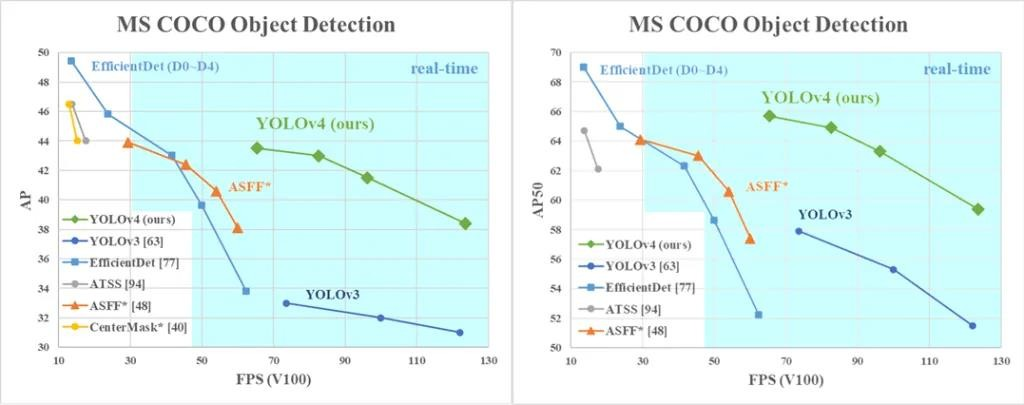 MS COCO Object Detection
50
48
46
44
42
40
38
36
34
32
30
AP
EfficientDet (D0~D4)
real-time
YOLOv4 (ours)
ASFF*
YOLOv3
YOLOv4 (ours)
YOLOv3 [63]
EfficientDet [77]
ATSS [94]
ASFF* [48]
CenterMask* [40]
10 30 50 70 90 110 130
FPS (V100)
MS COCO Object Detection
70
68
66
64
62
60
58
56
54
52
50
AP50
EfficientDet (D0~D4)
real-time
YOLOv4 (ours)
ASFF*
YOLOv3
YOLOv4 (ours)
YOLOv3 [63]
EfficientDet [77]
ATSS [94]
ASFF* [48]
10 30 50 70 90 110 130
FPS (V100)